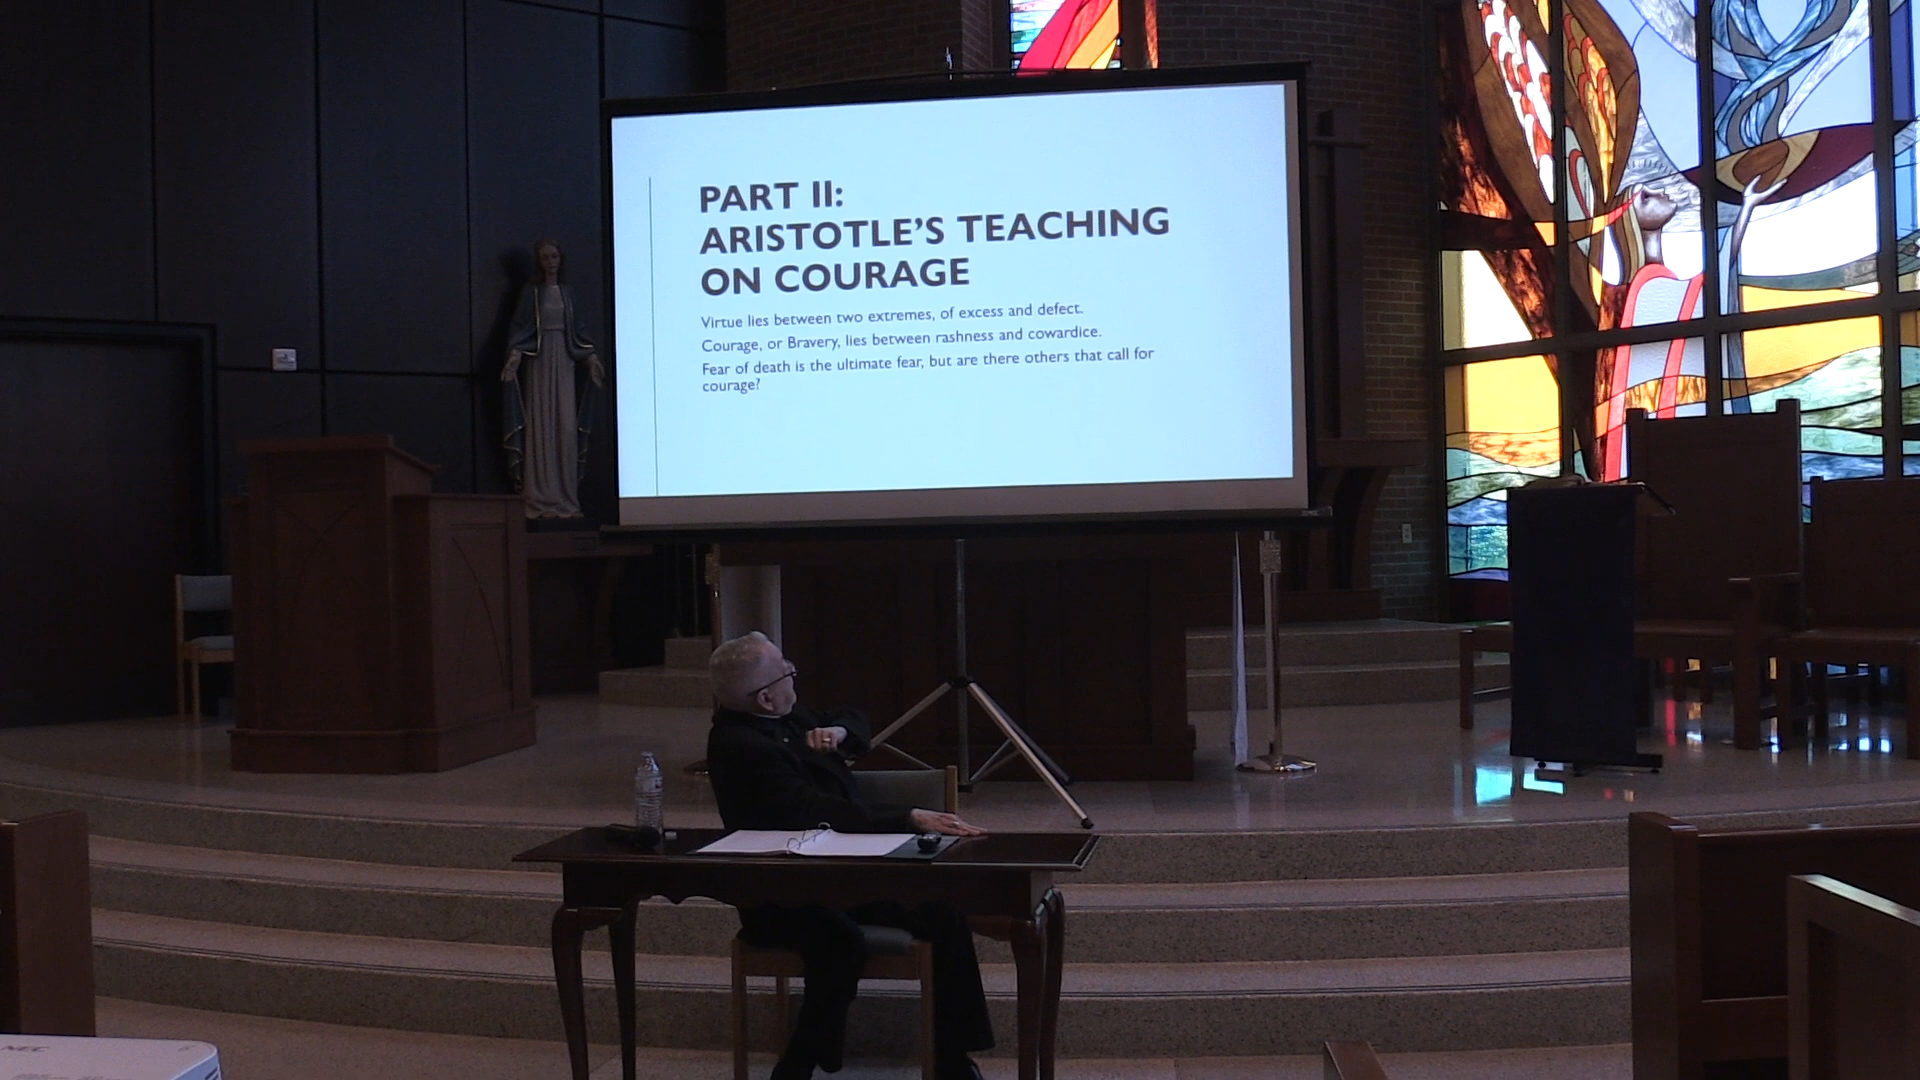 PART II:
ARISTOTLE'S TEACHING
ON COURAGE
Virtue lies between two extremes, of excess and defect.
Courage, or Bravery, lies between rashness and cowardice.
Fear of death is the ultimate fear, but are there others that call for
courage?
NEC